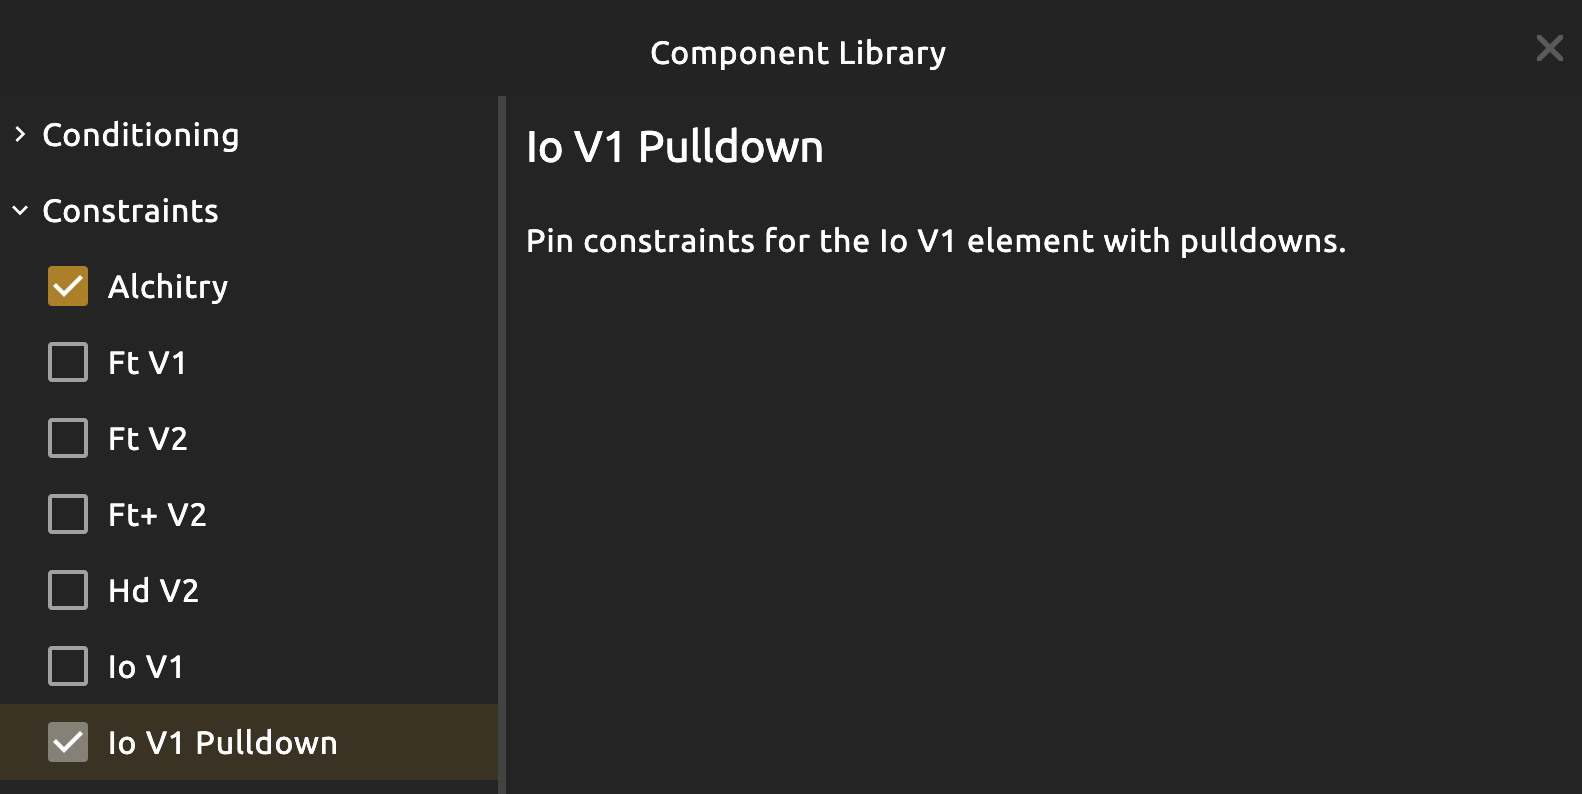 Component Library
Conditioning
Constraints
Alchitry
Ft V1
Ft V2
Ft+ V2
Hd V2
Io V1
Io V1 Pulldown
Io V1 Pulldown
Pin constraints for the Io V1 element with pulldowns.